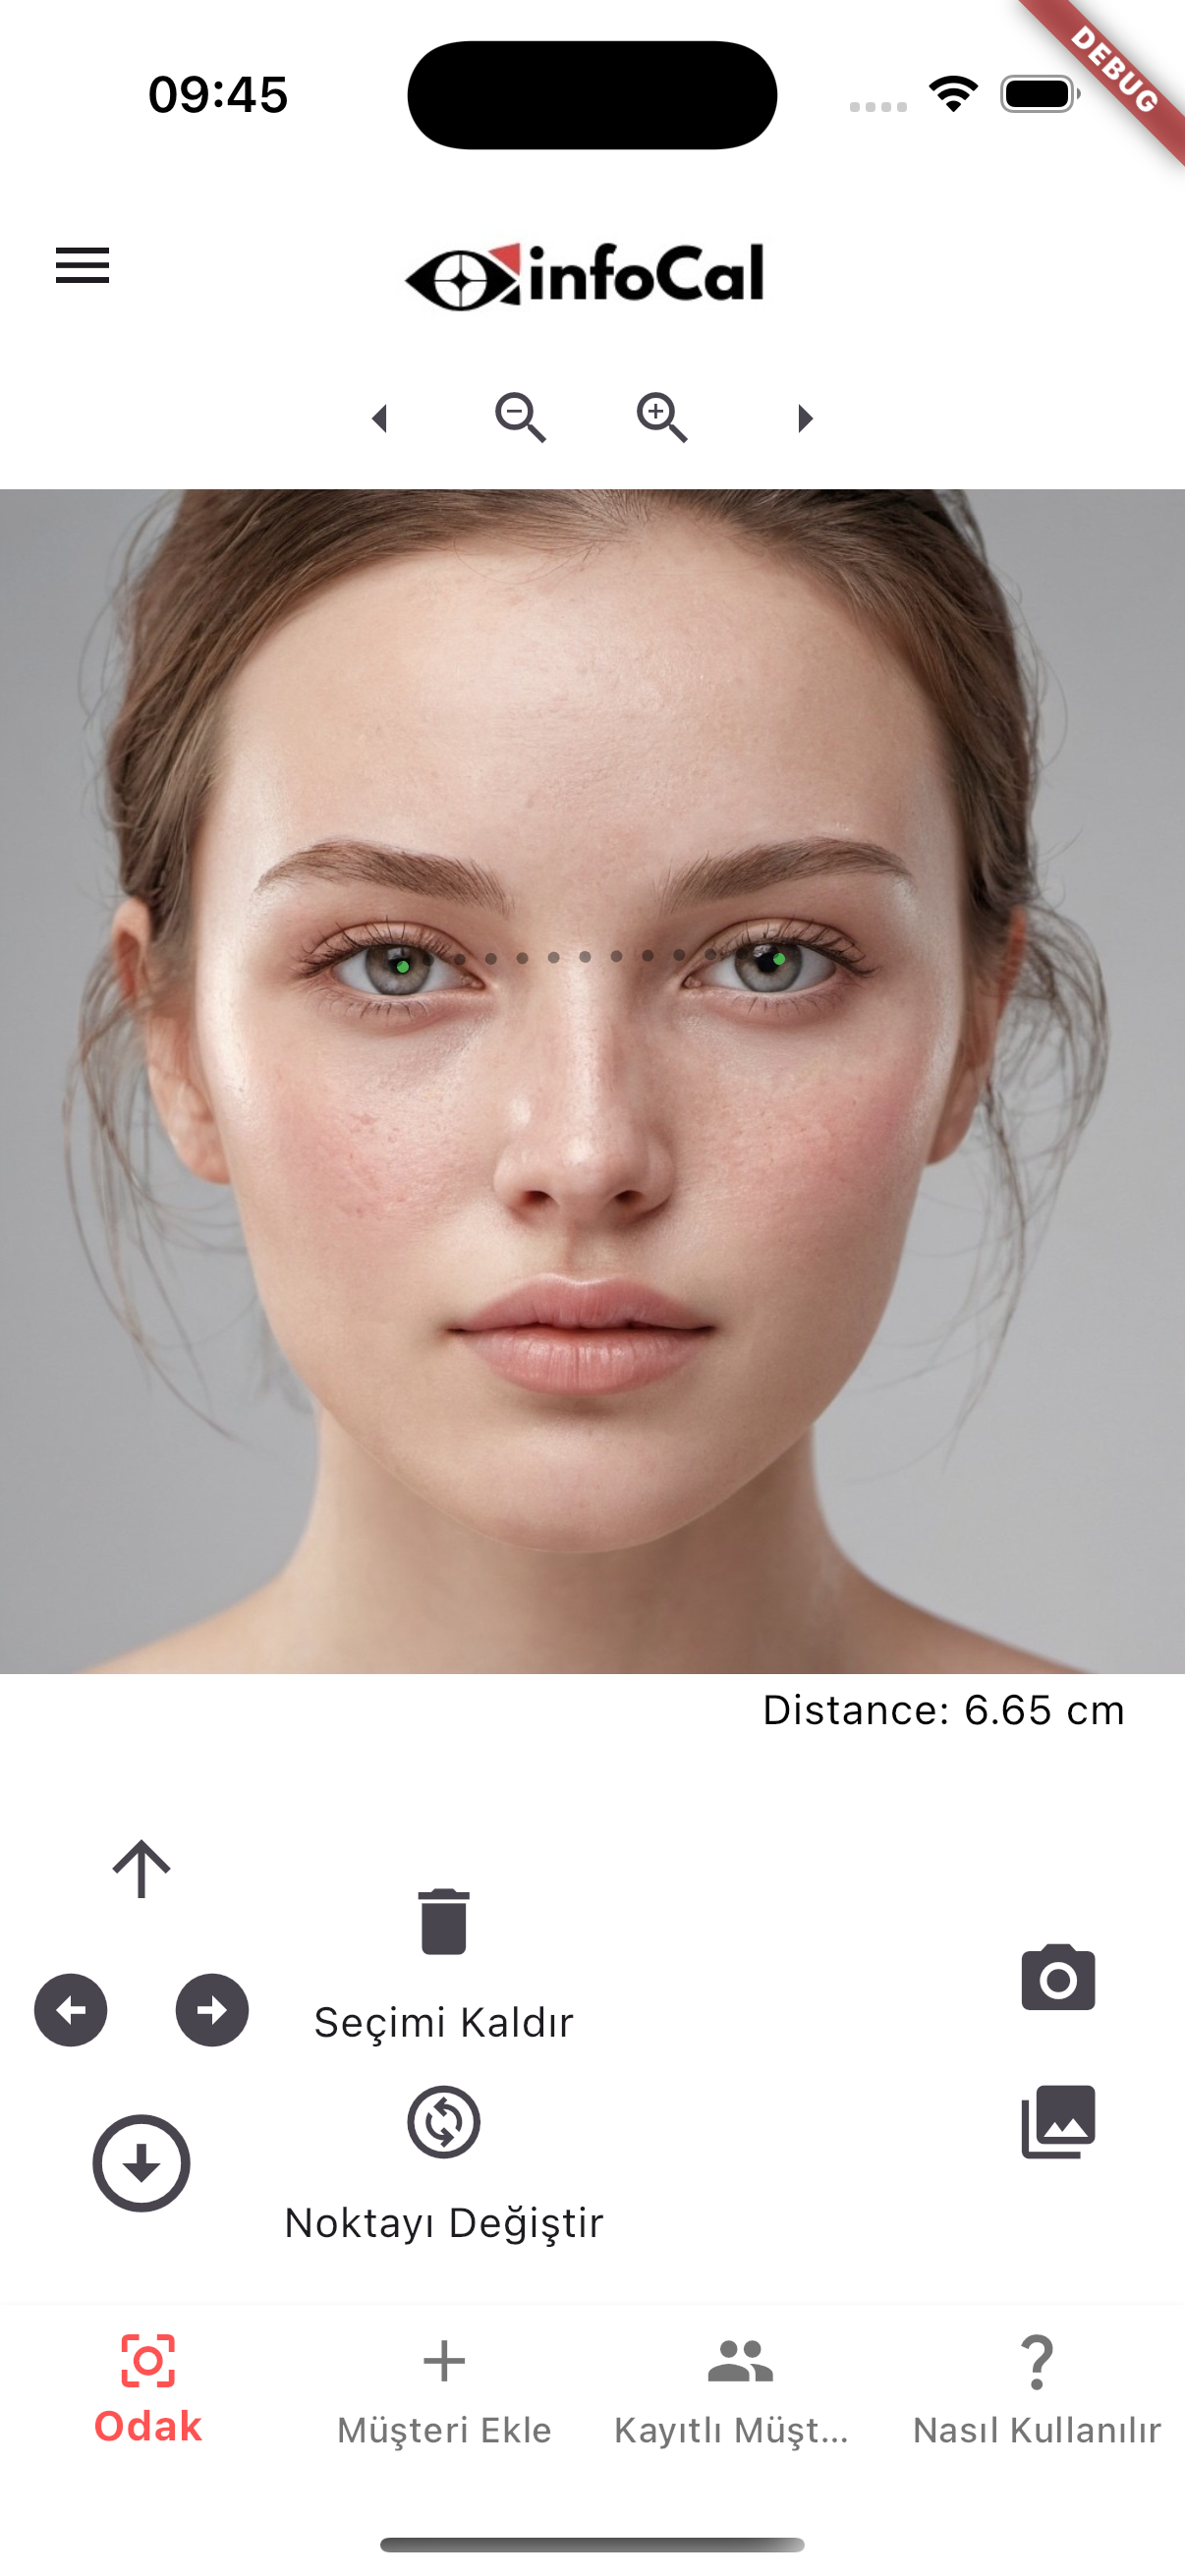 09:45
DEBUG
infoCal
Distance: 6.65 cm
Seçimi Kaldır
Noktayı Değiştir
Odak
Müşteri Ekle
Kayıtlı Müşt...
Nasıl Kullanılır